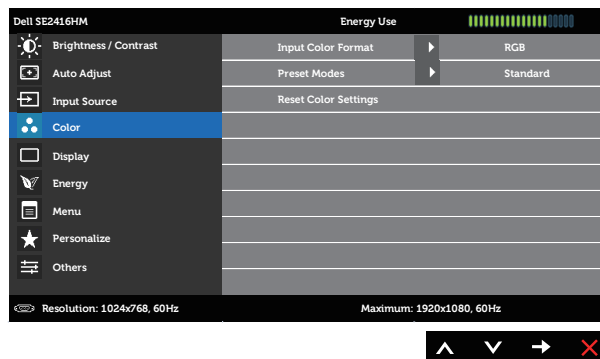 Dell SE2416HM Energy Use
Brightness / Contrast Input Color Format RGB
Auto Adjust Preset Modes Standard
Input Source Reset Color Settings
Color
Display
Energy
Menu
Personalize
Others
Resolution: 1024x768, 60Hz Maximum: 1920x1080, 60Hz